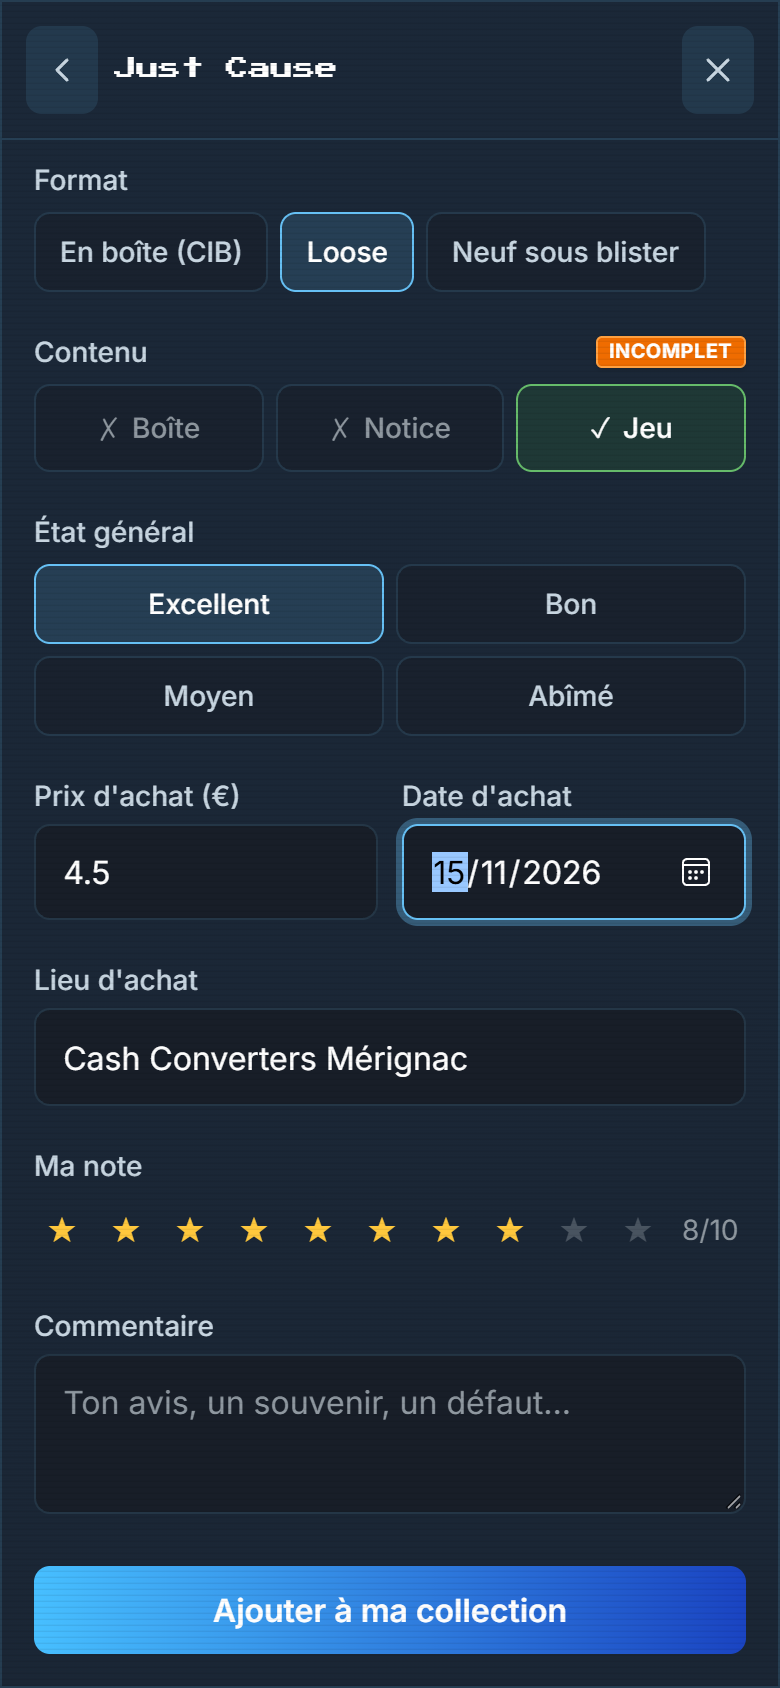 Just Cause
Format
En boîte (CIB) Loose Neuf sous blister
Contenu INCOMPLET
✗ Boîte ✗ Notice ✓ Jeu
État général
Excellent Bon
Moyen Abîmé
Prix d'achat (€) Date d'achat
4.5 15/11/2026
Lieu d'achat
Cash Converters Mérignac
Ma note
★ ★ ★ ★ ★ ★ ★ ★ ★ ★ 8/10
Commentaire
Ton avis, un souvenir, un défaut...
Ajouter à ma collection